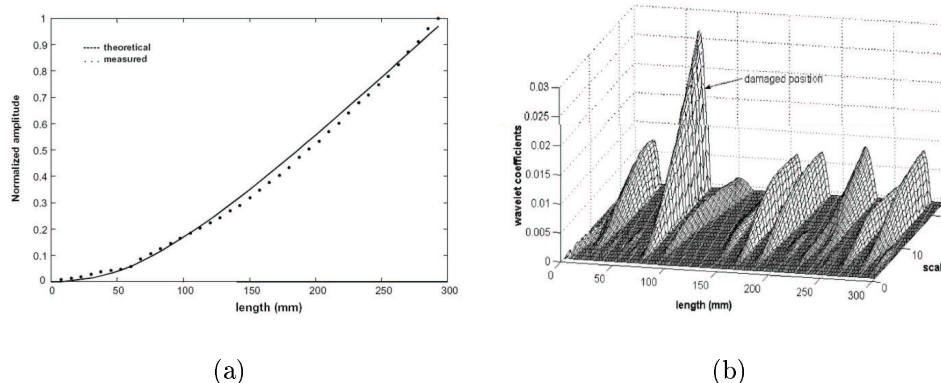 1
0.9
0.8
0.7
0.6
0.5
0.4
0.3
0.2
0.1
0
0 50 100 150 200 250 300
theoretical
measured
Normalized amplitude
length (mm)
(a)
0.03
0.025
0.02
0.015
0.01
0.005
0
0 50 100 150 200 250 300
0
10
damaged position
wavelet coefficients
length (mm)
scal
(b)